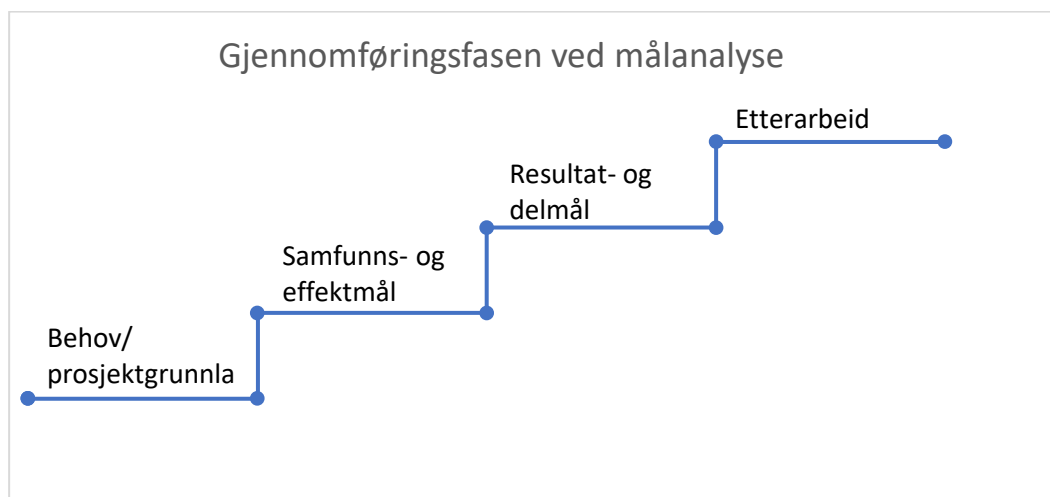 Gjennomføringsfasen ved målanalyse
Etterarbeid
Resultat- og
delmål
Samfunns- og
effektmål
Behov/
prosjektgrunnla